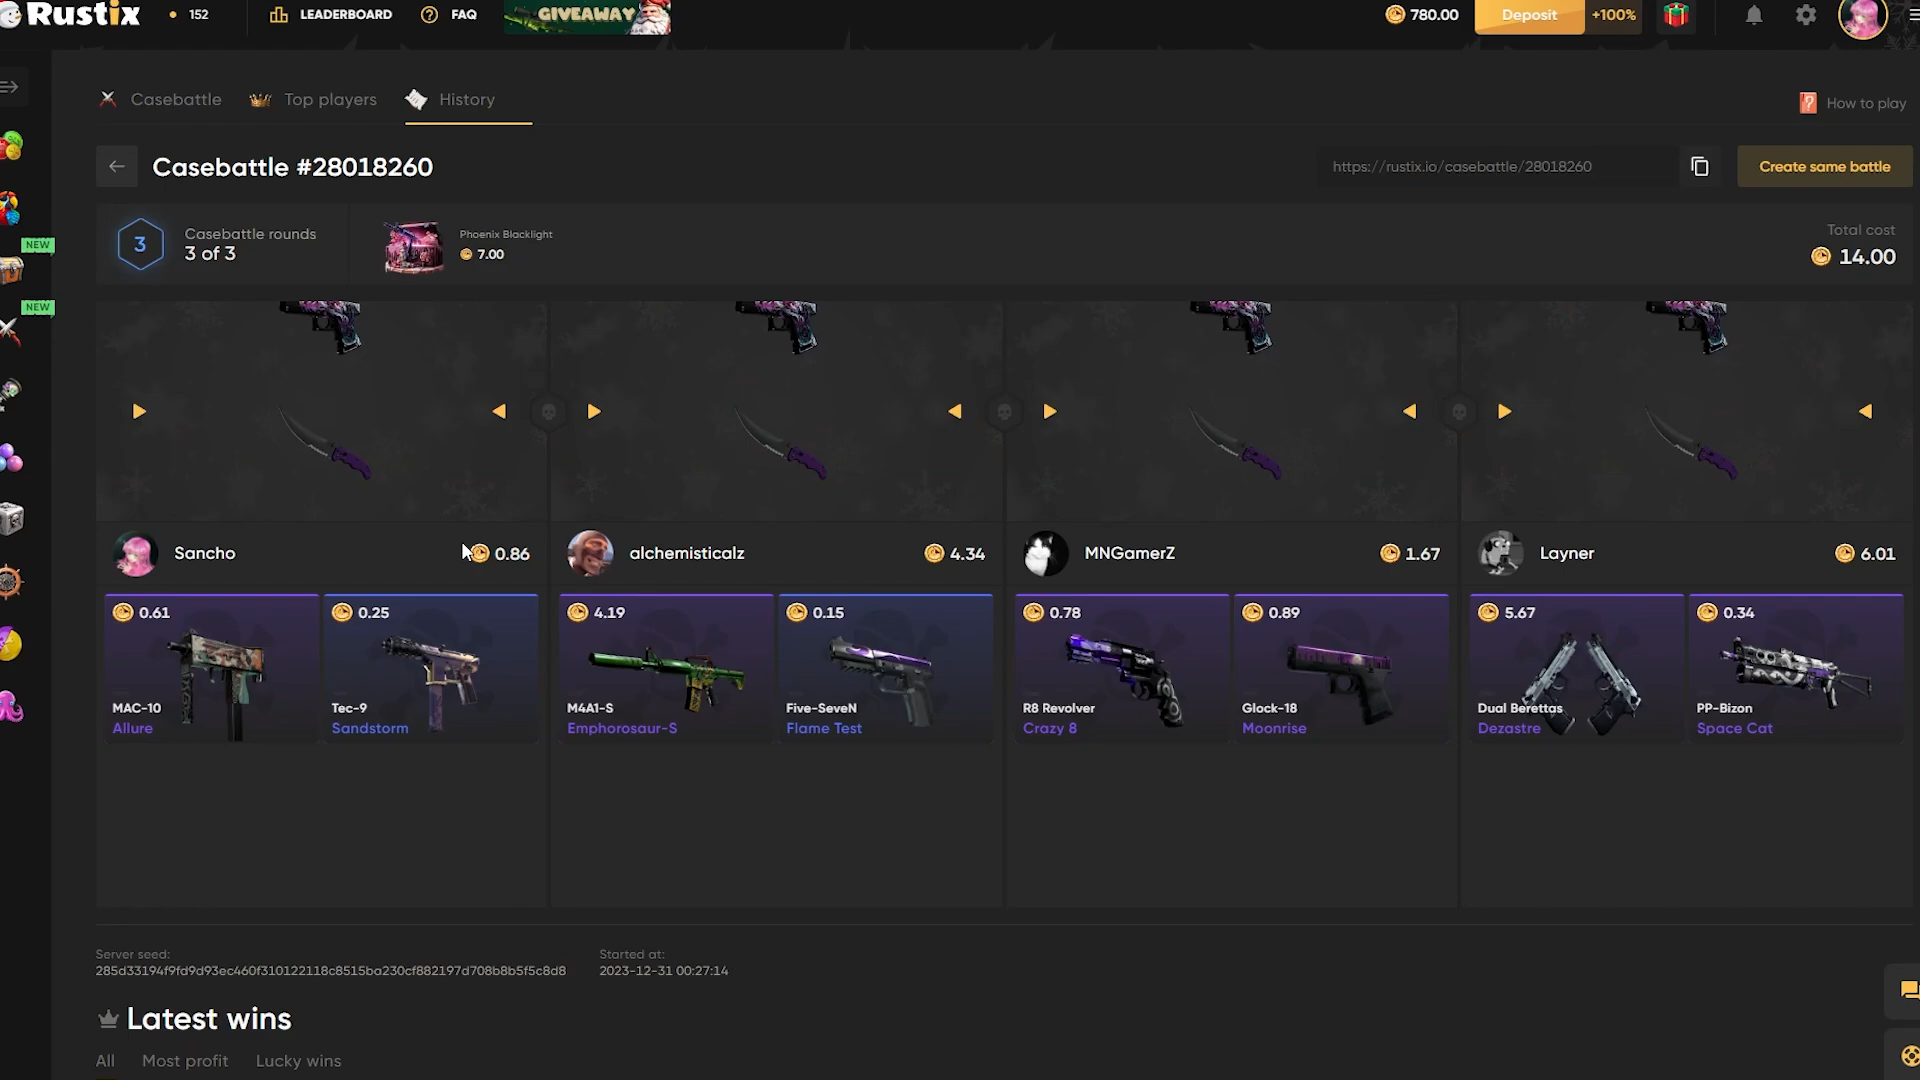 Rustix
152
LEADERBOARD
FAQ
GIVEAWAY
780.00
Deposit
+100%
Casebattle
Top players
History
How to play
Casebattle #28018260
https://rustix.io/casebattle/28018260
Create same battle
3
Casebattle rounds
3 of 3
Phoenix Blacklight
7.00
Total cost
14.00
NEW
NEW
Sancho
0.86
alchemisticalz
4.34
MNGamerZ
1.67
Layner
6.01
0.61
MAC-10
Allure
0.25
Tec-9
Sandstorm
4.19
M4A1-S
Emphorosaur-S
0.15
Five-SeveN
Flame Test
0.78
R8 Revolver
Crazy 8
0.89
Glock-18
Moonrise
5.67
Dual Berettas
Dezastre
0.34
PP-Bizon
Space Cat
Server seed:
285d33194f9fd9d93ec460f310122118c8515ba230cf882197d708b8b5f5c8d8
Started at:
2023-12-31 00:27:14
Latest wins
All
Most profit
Lucky wins